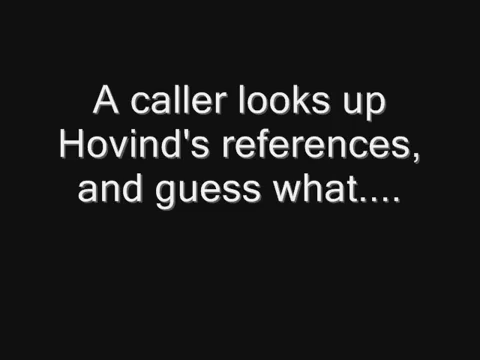 A caller looks up
Hovind's references,
and guess what....